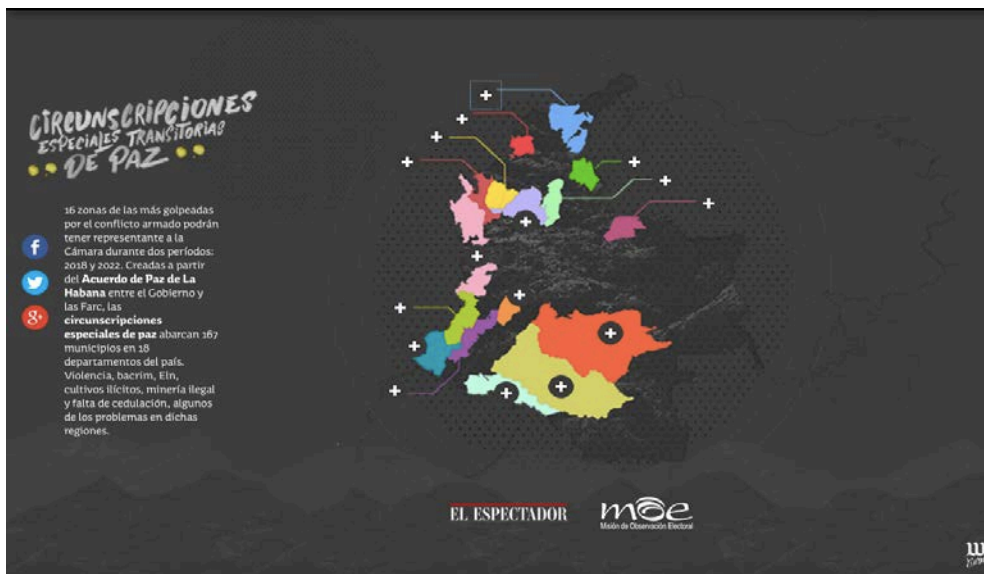 CIRCUNSCRIPCIONES
ESPECIALES TRANSITORIAS
DE PAZ
16 zonas de las más golpeadas
por el conflicto armado podrán
tener representante a la
Cámara durante dos períodos:
2018 y 2022. Creadas a partir
del Acuerdo de Paz de La
Habana entre el Gobierno y
las Farc, las
circunscripciones
especiales de paz abarcan 167
municipios en 18
departamentos del país.
Violencia, bacrim, Eln,
cultivos ilícitos, minería ilegal
y falta de cedulación, algunos
de los problemas en dichas
regiones.
f
g+
EL ESPECTADOR
moe
Misión de Observación Electoral